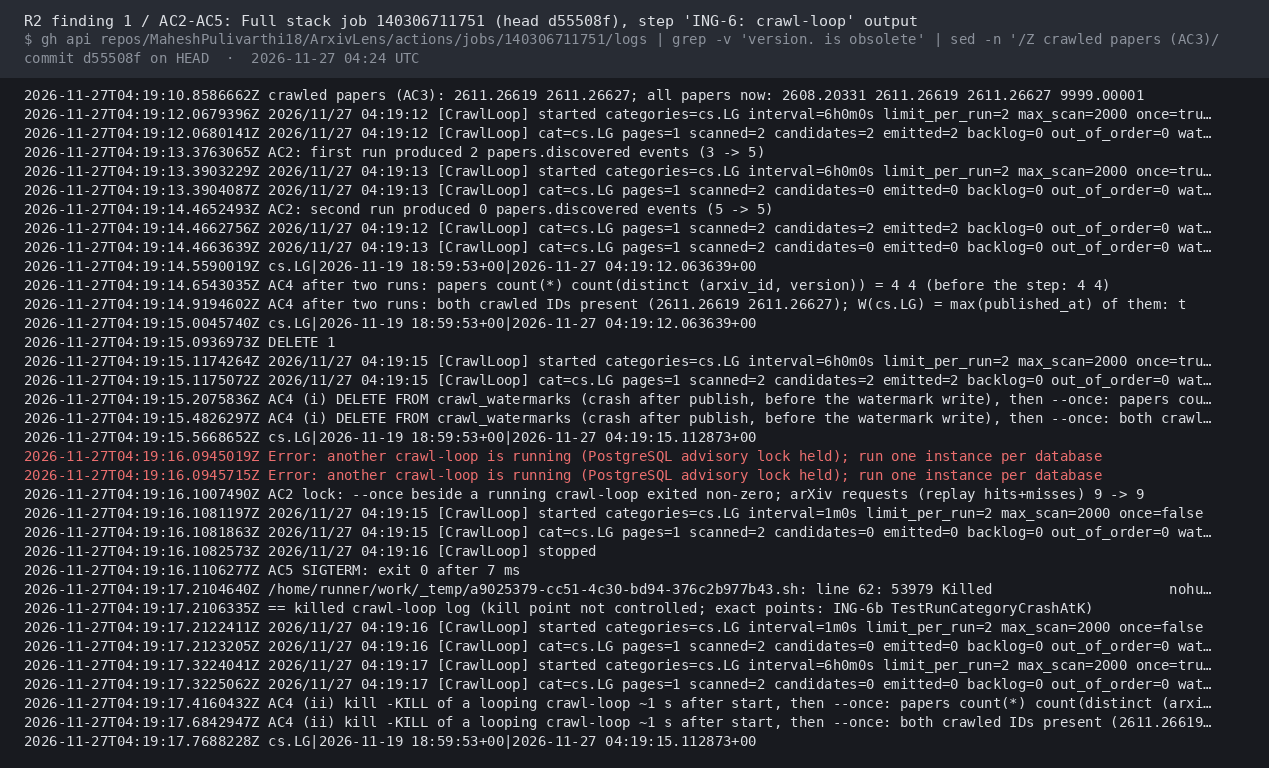 R2 finding 1 / AC2-AC5: Full stack job 140306711751 (head d55508f), step 'ING-6: crawl-loop' output
$ gh api repos/MaheshPulivarthi18/ArxivLens/actions/jobs/140306711751/logs | grep -v 'version. is obsolete' | sed -n '/Z crawled papers (AC3)/
commit d55508f on HEAD · 2026-11-27 04:24 UTC
2026-11-27T04:19:10.8586662Z crawled papers (AC3): 2611.26619 2611.26627; all papers now: 2608.20331 2611.26619 2611.26627 9999.00001
2026-11-27T04:19:12.0679396Z 2026/11/27 04:19:12 [CrawlLoop] started categories=cs.LG interval=6h0m0s limit_per_run=2 max_scan=2000 once=tru…
2026-11-27T04:19:12.0680141Z 2026/11/27 04:19:12 [CrawlLoop] cat=cs.LG pages=1 scanned=2 candidates=2 emitted=2 backlog=0 out_of_order=0 wat…
2026-11-27T04:19:13.3763065Z AC2: first run produced 2 papers.discovered events (3 -> 5)
2026-11-27T04:19:13.3903229Z 2026/11/27 04:19:13 [CrawlLoop] started categories=cs.LG interval=6h0m0s limit_per_run=2 max_scan=2000 once=tru…
2026-11-27T04:19:13.3904087Z 2026/11/27 04:19:13 [CrawlLoop] cat=cs.LG pages=1 scanned=2 candidates=0 emitted=0 backlog=0 out_of_order=0 wat…
2026-11-27T04:19:14.4652493Z AC2: second run produced 0 papers.discovered events (5 -> 5)
2026-11-27T04:19:14.4662756Z 2026/11/27 04:19:12 [CrawlLoop] cat=cs.LG pages=1 scanned=2 candidates=2 emitted=2 backlog=0 out_of_order=0 wat…
2026-11-27T04:19:14.4663639Z 2026/11/27 04:19:13 [CrawlLoop] cat=cs.LG pages=1 scanned=2 candidates=0 emitted=0 backlog=0 out_of_order=0 wat…
2026-11-27T04:19:14.5590019Z cs.LG|2026-11-19 18:59:53+00|2026-11-27 04:19:12.063639+00
2026-11-27T04:19:14.6543035Z AC4 after two runs: papers count(*) count(distinct (arxiv_id, version)) = 4 4 (before the step: 4 4)
2026-11-27T04:19:14.9194602Z AC4 after two runs: both crawled IDs present (2611.26619 2611.26627); W(cs.LG) = max(published_at) of them: t
2026-11-27T04:19:15.0045740Z cs.LG|2026-11-19 18:59:53+00|2026-11-27 04:19:12.063639+00
2026-11-27T04:19:15.0936973Z DELETE 1
2026-11-27T04:19:15.1174264Z 2026/11/27 04:19:15 [CrawlLoop] started categories=cs.LG interval=6h0m0s limit_per_run=2 max_scan=2000 once=tru…
2026-11-27T04:19:15.1175072Z 2026/11/27 04:19:15 [CrawlLoop] cat=cs.LG pages=1 scanned=2 candidates=2 emitted=2 backlog=0 out_of_order=0 wat…
2026-11-27T04:19:15.2075836Z AC4 (i) DELETE FROM crawl_watermarks (crash after publish, before the watermark write), then --once: papers cou…
2026-11-27T04:19:15.4826297Z AC4 (i) DELETE FROM crawl_watermarks (crash after publish, before the watermark write), then --once: both crawl…
2026-11-27T04:19:15.5668652Z cs.LG|2026-11-19 18:59:53+00|2026-11-27 04:19:15.112873+00
2026-11-27T04:19:16.0945019Z Error: another crawl-loop is running (PostgreSQL advisory lock held); run one instance per database
2026-11-27T04:19:16.0945715Z Error: another crawl-loop is running (PostgreSQL advisory lock held); run one instance per database
2026-11-27T04:19:16.1007490Z AC2 lock: --once beside a running crawl-loop exited non-zero; arXiv requests (replay hits+misses) 9 -> 9
2026-11-27T04:19:16.1081197Z 2026/11/27 04:19:15 [CrawlLoop] started categories=cs.LG interval=1m0s limit_per_run=2 max_scan=2000 once=false
2026-11-27T04:19:16.1081863Z 2026/11/27 04:19:15 [CrawlLoop] cat=cs.LG pages=1 scanned=2 candidates=0 emitted=0 backlog=0 out_of_order=0 wat…
2026-11-27T04:19:16.1082573Z 2026/11/27 04:19:16 [CrawlLoop] stopped
2026-11-27T04:19:16.1106277Z AC5 SIGTERM: exit 0 after 7 ms
2026-11-27T04:19:17.2104640Z /home/runner/work/_temp/a9025379-cc51-4c30-bd94-376c2b977b43.sh: line 62: 53979 Killed                     nohu…
2026-11-27T04:19:17.2106335Z == killed crawl-loop log (kill point not controlled; exact points: ING-6b TestRunCategoryCrashAtK)
2026-11-27T04:19:17.2122411Z 2026/11/27 04:19:16 [CrawlLoop] started categories=cs.LG interval=1m0s limit_per_run=2 max_scan=2000 once=false
2026-11-27T04:19:17.2123205Z 2026/11/27 04:19:16 [CrawlLoop] cat=cs.LG pages=1 scanned=2 candidates=0 emitted=0 backlog=0 out_of_order=0 wat…
2026-11-27T04:19:17.3224041Z 2026/11/27 04:19:17 [CrawlLoop] started categories=cs.LG interval=6h0m0s limit_per_run=2 max_scan=2000 once=tru…
2026-11-27T04:19:17.3225062Z 2026/11/27 04:19:17 [CrawlLoop] cat=cs.LG pages=1 scanned=2 candidates=0 emitted=0 backlog=0 out_of_order=0 wat…
2026-11-27T04:19:17.4160432Z AC4 (ii) kill -KILL of a looping crawl-loop ~1 s after start, then --once: papers count(*) count(distinct (arxi…
2026-11-27T04:19:17.6842947Z AC4 (ii) kill -KILL of a looping crawl-loop ~1 s after start, then --once: both crawled IDs present (2611.26619…
2026-11-27T04:19:17.7688228Z cs.LG|2026-11-19 18:59:53+00|2026-11-27 04:19:15.112873+00